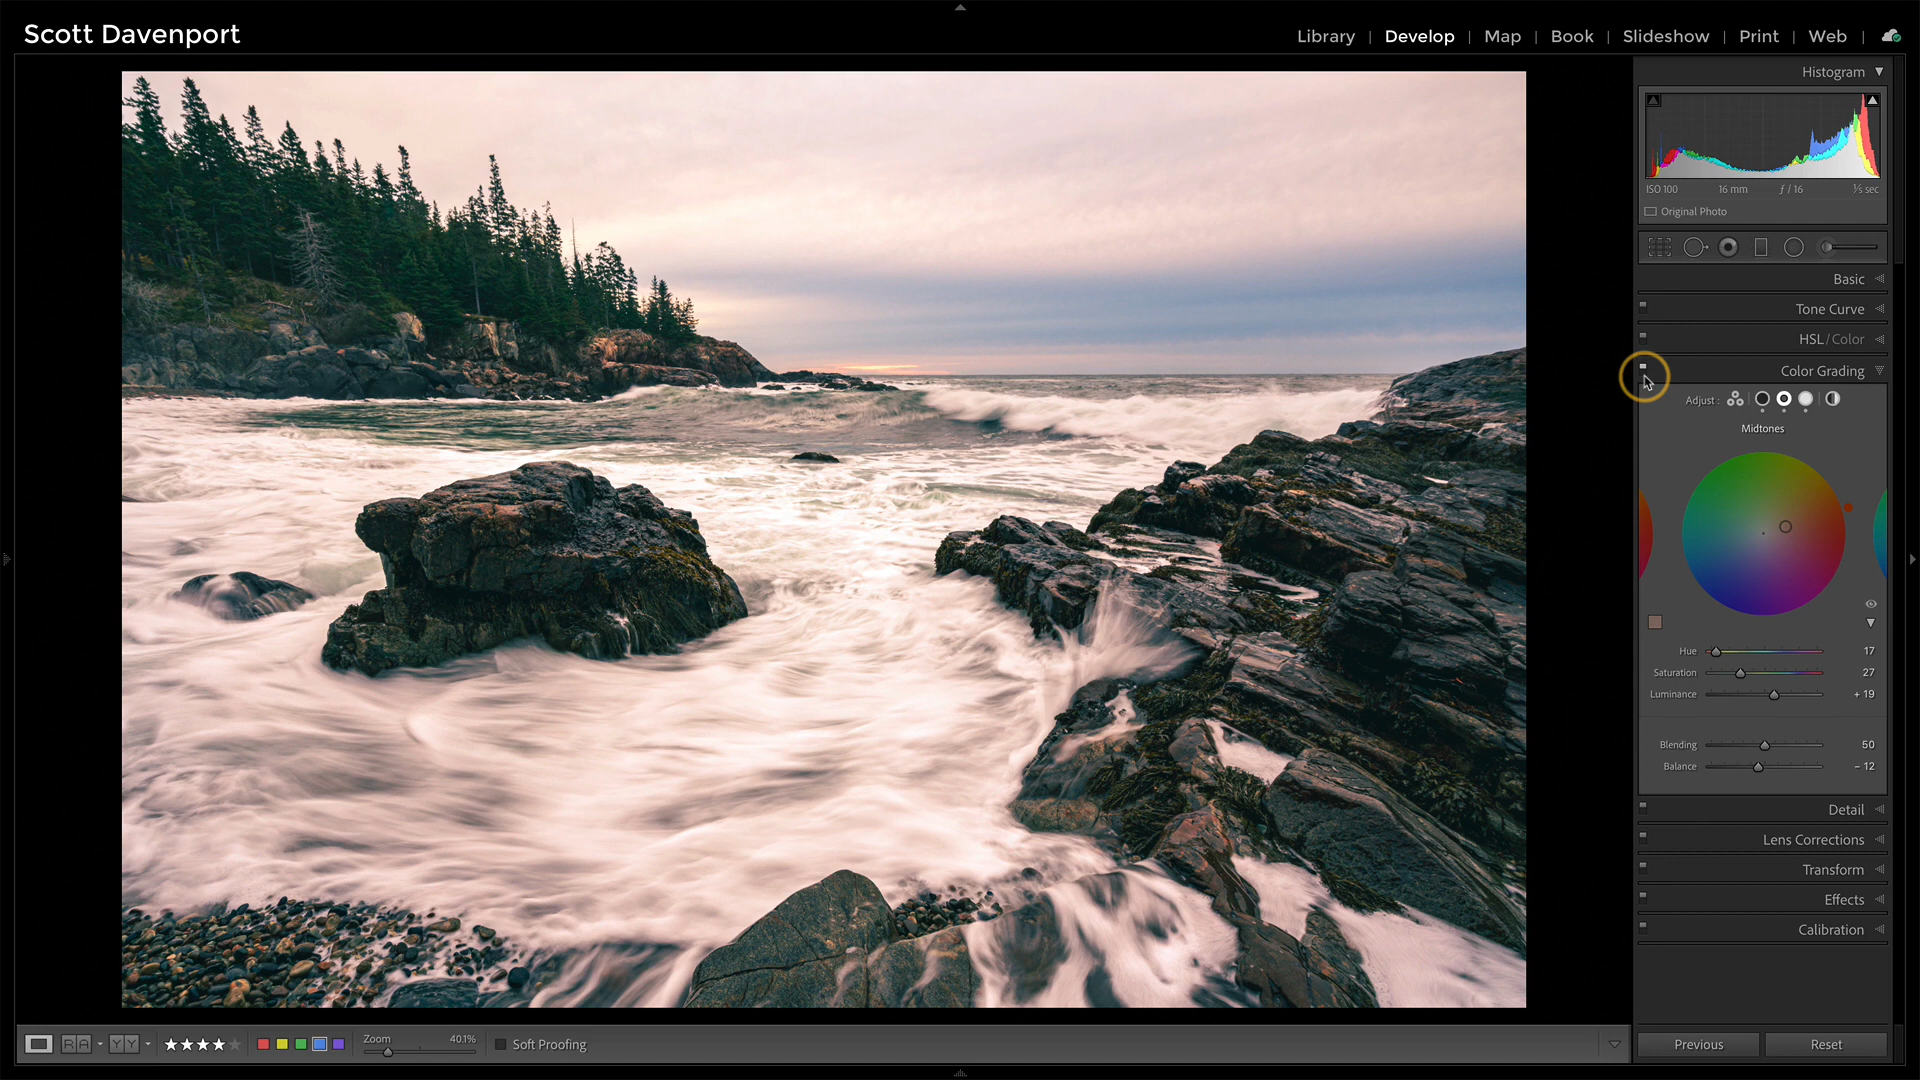 Scott Davenport
Library | Develop | Map | Book | Slideshow | Print | Web |
Histogram
ISO 100 16 mm ƒ / 16 ⅕ sec
Original Photo
Basic
Tone Curve
HSL / Color
Color Grading
Adjust :
Midtones
Hue 17
Saturation 27
Luminance + 19
Blending 50
Balance − 12
Detail
Lens Corrections
Transform
Effects
Calibration
R A Y Y Zoom 40.1% Soft Proofing
Previous Reset